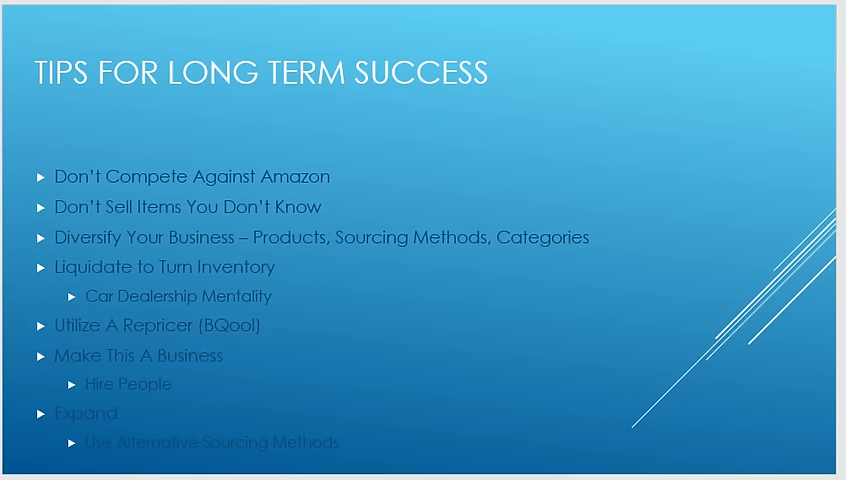 TIPS FOR LONG TERM SUCCESS
Don't Compete Against Amazon
Don't Sell Items You Don't Know
Diversify Your Business – Products, Sourcing Methods, Categories
Liquidate to Turn Inventory
Car Dealership Mentality
Utilize A Repricer (BQool)
Make This A Business
Hire People
Expand
Use Alternative Sourcing Methods